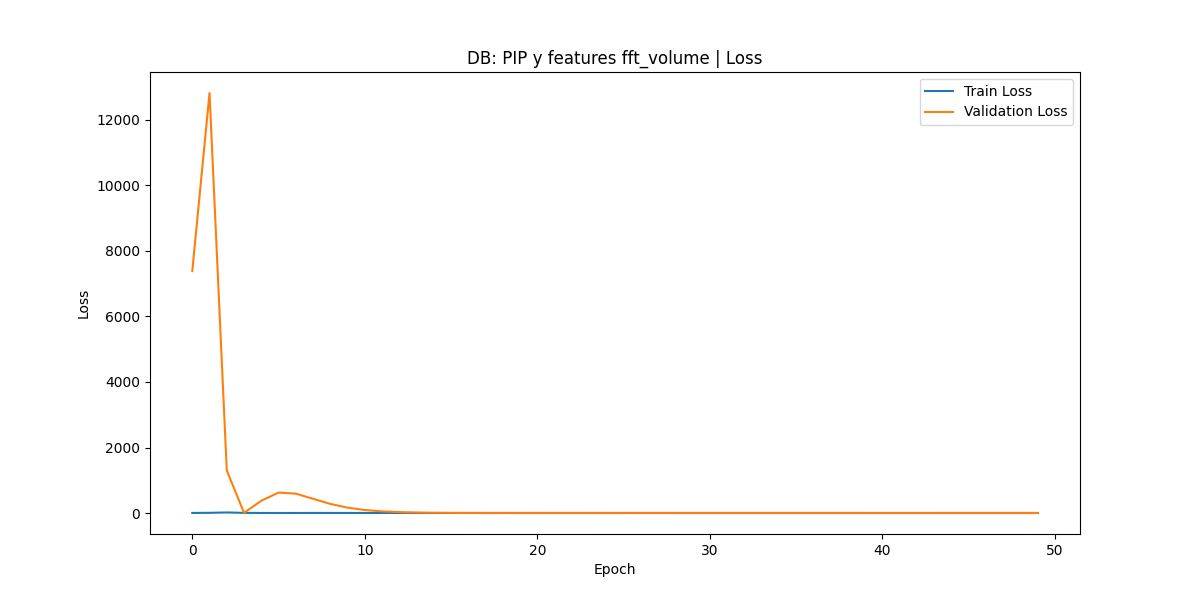 DB: PIP y features fft_volume | Loss
Train Loss
Validation Loss
12000
10000
8000
6000
4000
2000
0
Loss
0 10 20 30 40 50
Epoch